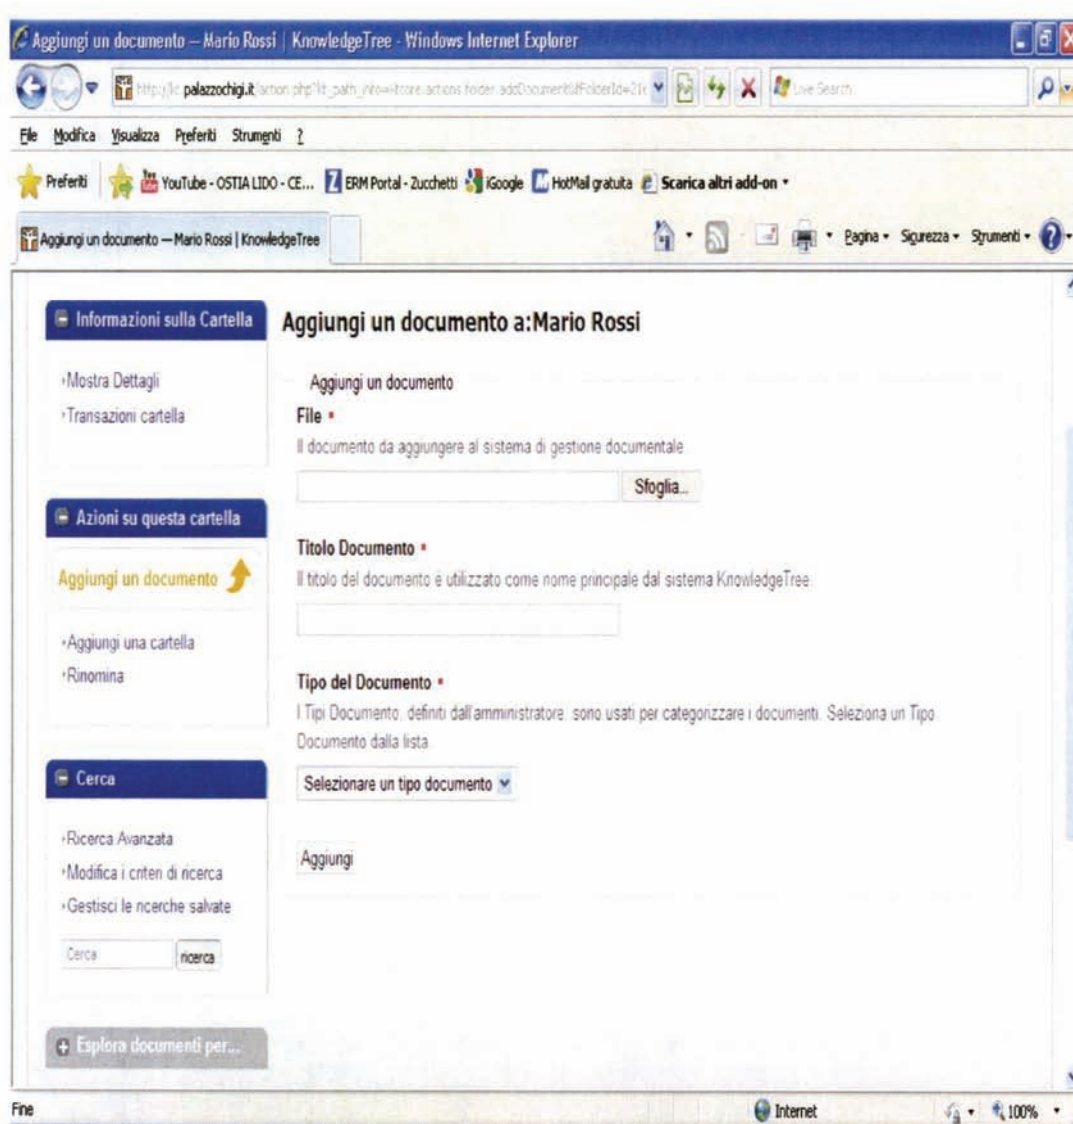 Aggiungi un documento — Mario Rossi | KnowledgeTree - Windows Internet Explorer
palazzochigi.it
Live Search
File Modifica Visualizza Preferiti Strumenti ?
Preferiti YouTube - OSTIA LIDO - CE... ERM Portal - Zucchetti iGoogle HotMail gratuita Scarica altri add-on
Aggiungi un documento — Mario Rossi | KnowledgeTree Pagina Sicurezza Strumenti
Informazioni sulla Cartella
Mostra Dettagli
Transazioni cartella
Azioni su questa cartella
Aggiungi un documento
Aggiungi una cartella
Rinomina
Cerca
Ricerca Avanzata
Modifica i criteri di ricerca
Gestisci le ricerche salvate
Cerca ricerca
Esplora documenti per...
Aggiungi un documento a:Mario Rossi
Aggiungi un documento
File *
Il documento da aggiungere al sistema di gestione documentale
Sfoglia...
Titolo Documento *
Il titolo del documento è utilizzato come nome principale dal sistema KnowledgeTree
Tipo del Documento *
I Tipi Documento, definiti dall'amministratore, sono usati per categorizzare i documenti. Seleziona un Tipo
Documento dalla lista.
Selezionare un tipo documento
Aggiungi
Fine Internet 100%